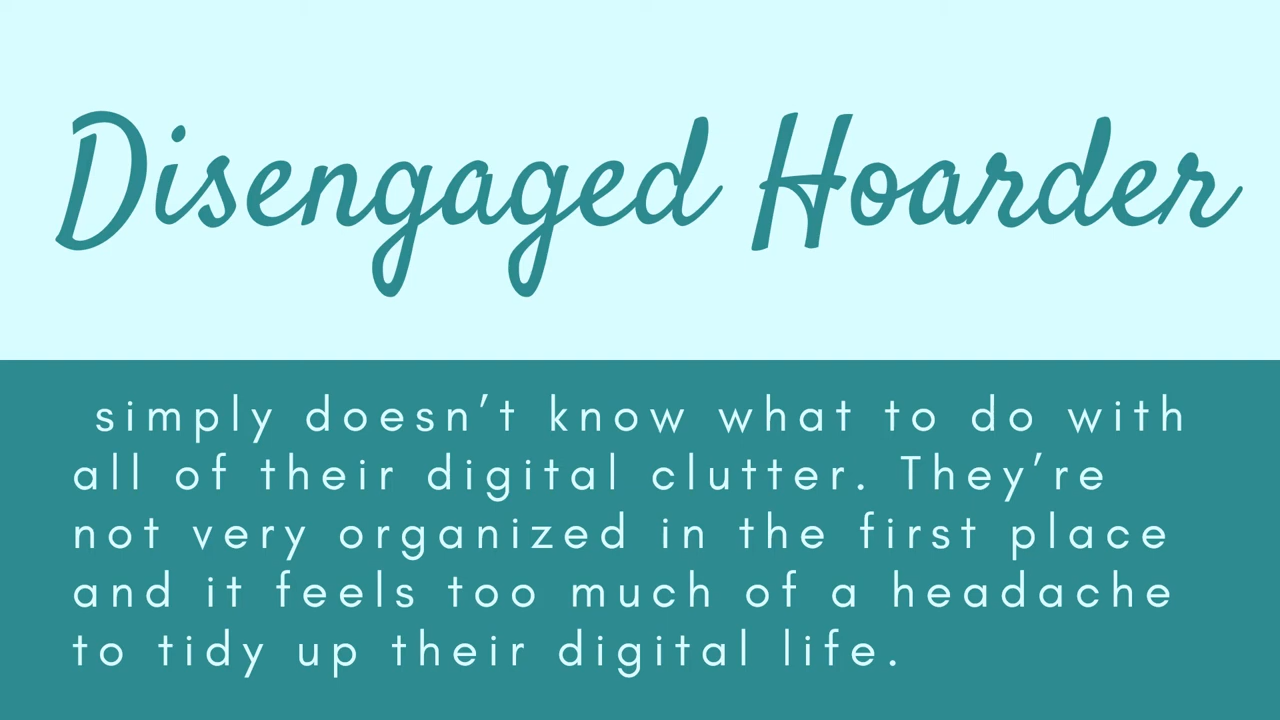 Disengaged Hoarder
simply doesn’t know what to do with
all of their digital clutter. They’re
not very organized in the first place
and it feels too much of a headache
to tidy up their digital life.